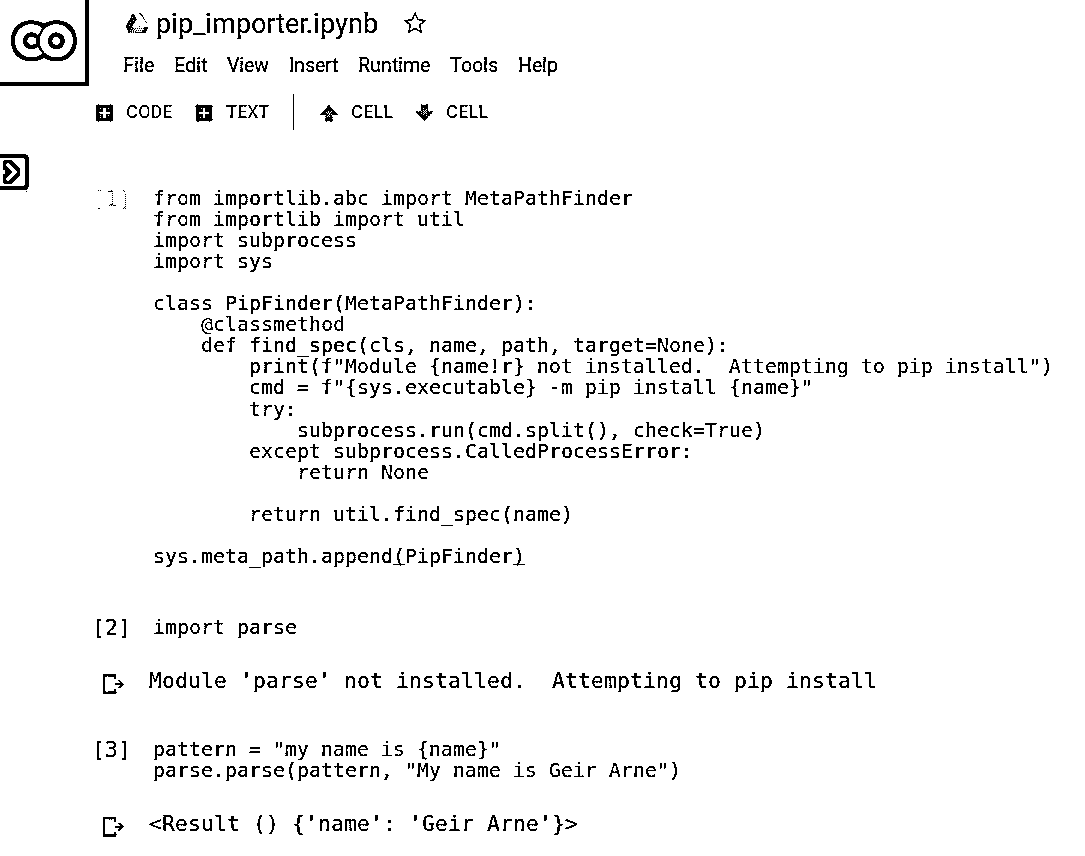 pip_importer.ipynb
File Edit View Insert Runtime Tools Help
CODE TEXT CELL CELL
[1] from importlib.abc import MetaPathFinder
from importlib import util
import subprocess
import sys
class PipFinder(MetaPathFinder):
@classmethod
def find_spec(cls, name, path, target=None):
print(f"Module {name!r} not installed.  Attempting to pip install")
cmd = f"{sys.executable} -m pip install {name}"
try:
subprocess.run(cmd.split(), check=True)
except subprocess.CalledProcessError:
return None
return util.find_spec(name)
sys.meta_path.append(PipFinder)
[2] import parse
Module 'parse' not installed.  Attempting to pip install
[3] pattern = "my name is {name}"
parse.parse(pattern, "My name is Geir Arne")
<Result () {'name': 'Geir Arne'}>